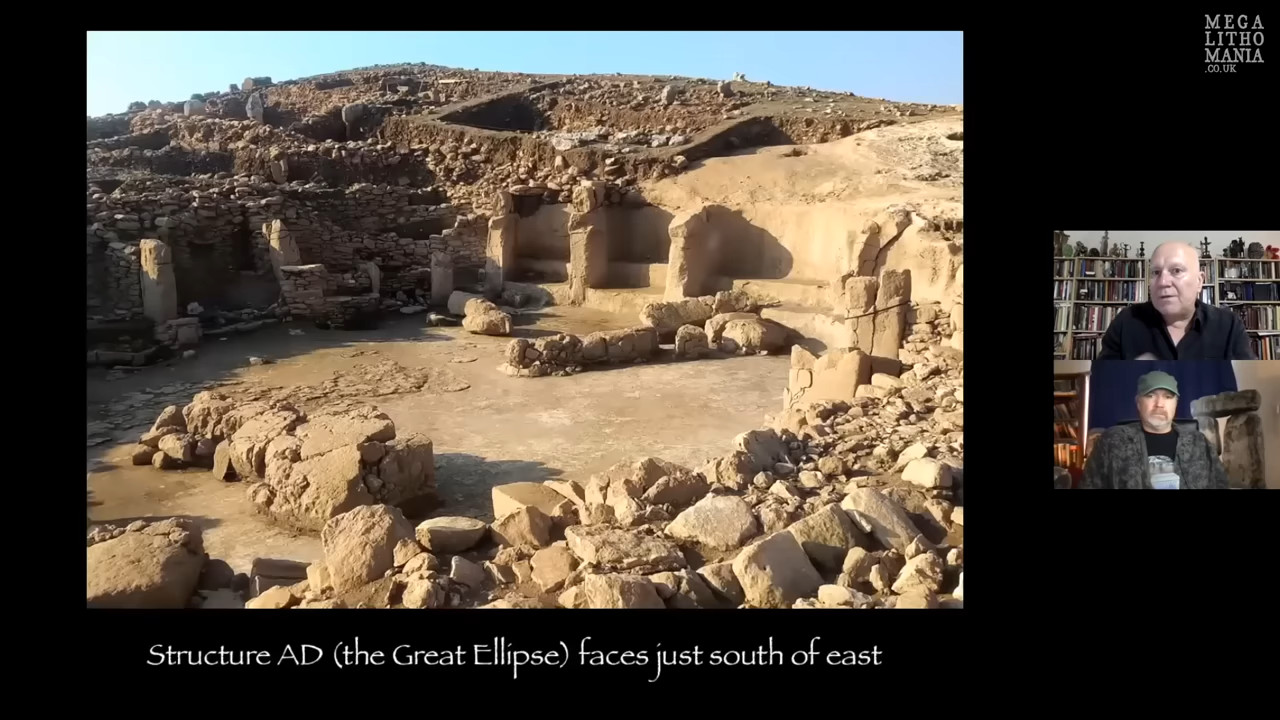 MEGA
LITHO
MANIA
.CO.UK
Structure AD (the Great Ellipse) faces just south of east